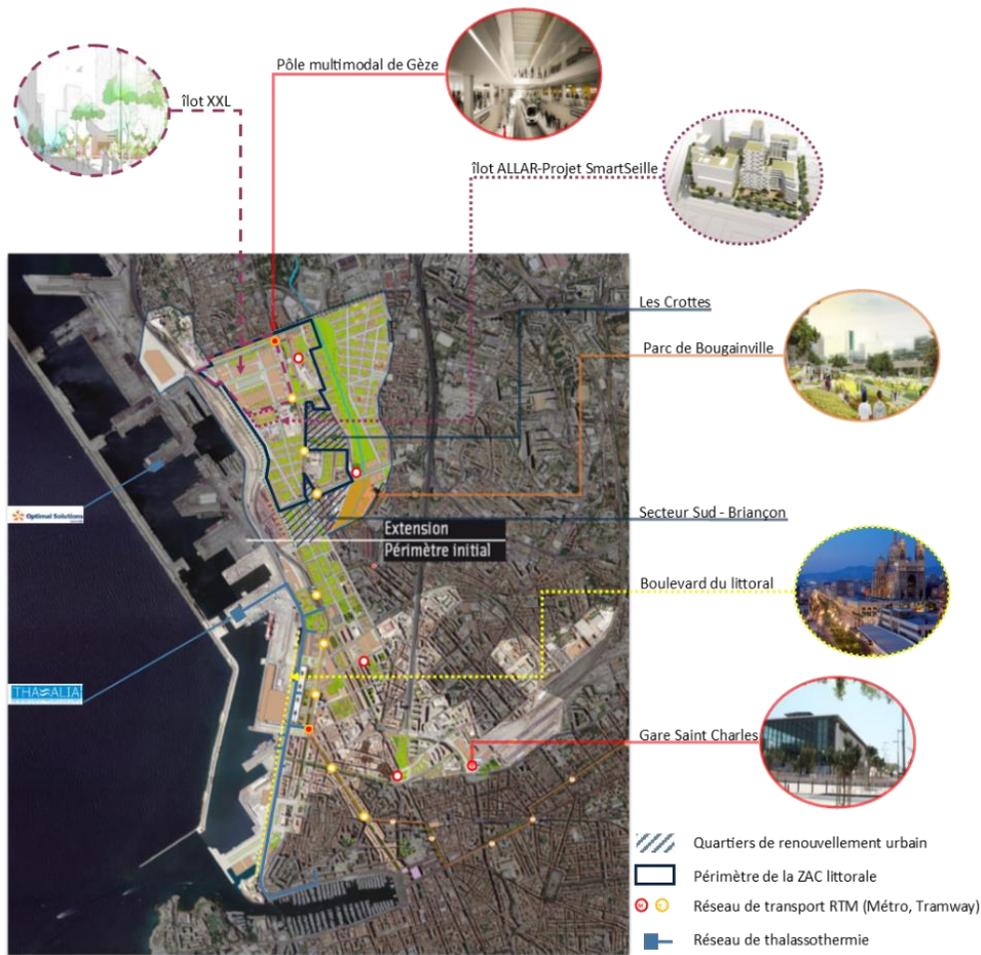 Pôle multimodal de Gèze
îlot XXL
îlot ALLAR-Projet SmartSeille
Les Crottes
Parc de Bougainville
Optimal Solutions
Secteur Sud - Briançon
Extension
Périmètre initial
Boulevard du littoral
THASSALIA
Gare Saint Charles
Quartiers de renouvellement urbain
Périmètre de la ZAC littorale
Réseau de transport RTM (Métro, Tramway)
Réseau de thalassothermie